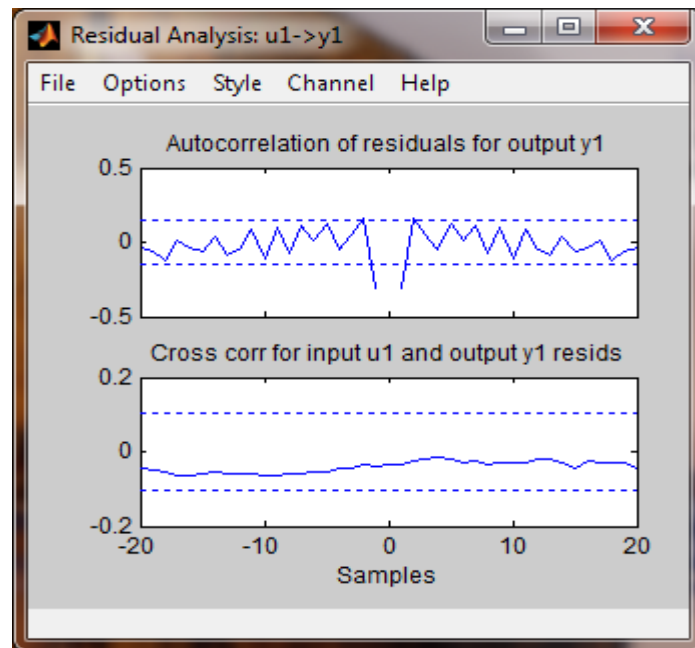 Residual Analysis: u1->y1
File Options Style Channel Help
Autocorrelation of residuals for output y1
0.5
0
-0.5
Cross corr for input u1 and output y1 resids
0.2
0
-0.2
-20 -10 0 10 20
Samples